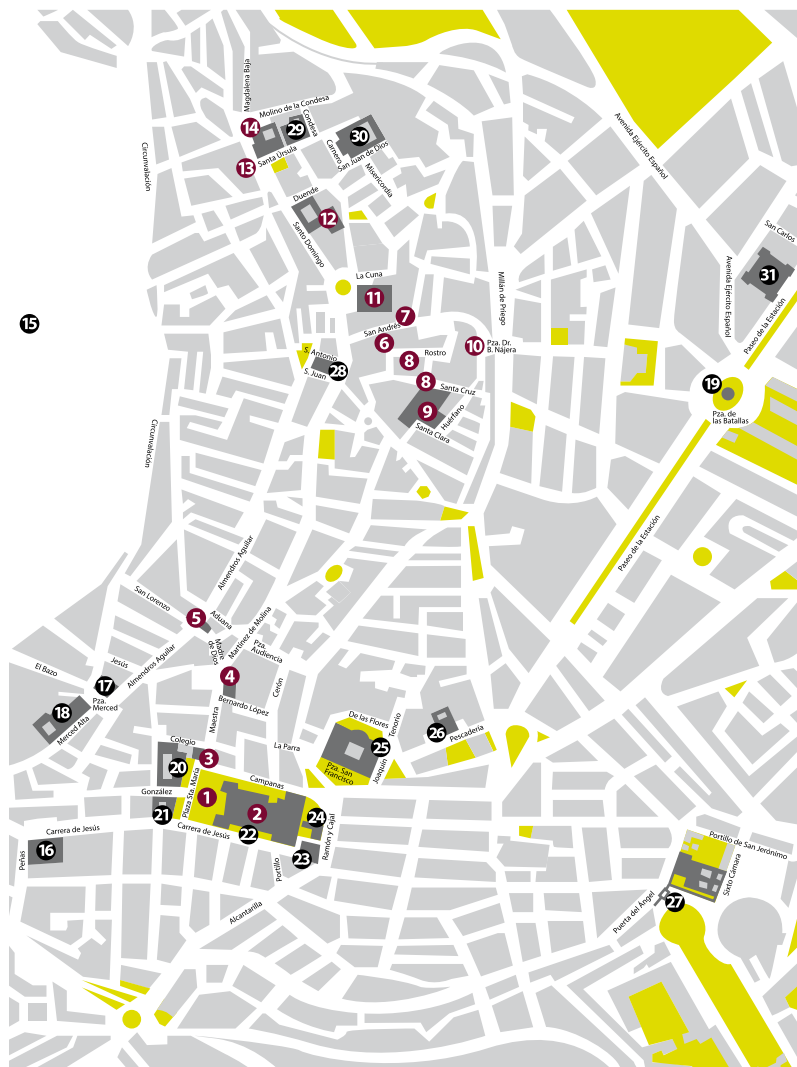 Magdalena Baja
Molino de la Condesa
14
29
Condesa
30
Circunvalación
Santa Úrsula
Carnero
San Juan de Dios
13
Misericordia
Avenida Ejército Español
Duende
12
Santo Domingo
San Carlos
La Cuna
31
11
Millán de Priego
Avenida Ejército Español
Paseo de la Estación
15
7
San Andrés
6
10
Pza. Dr.
B. Nájera
S. Antonio
8
Rostro
28
S. Juan
8
Santa Cruz
19
9
Huérfano
Santa Clara
Pza. de
las Batallas
Circunvalación
Paseo de la Estación
Almendros Aguilar
San Lorenzo
5
Aduana
Madre
de Dios
Martínez de Molina
Pza.
Audiencia
El Bazo
Jesús
Almendros Aguilar
4
Cerón
17
Pza.
Merced
Bernardo López
18
Merced Alta
Maestra
De las Flores
Tenorio
26
Pescadería
Colegio
La Parra
25
3
20
Pza. San
Francisco
Joaquín
Campanas
González
Plaza Sta. María
1
2
21
24
Carrera de Jesús
Carrera de Jesús
22
Ramón y Cajal
Peñas
16
23
Portillo
Portillo de San Jerónimo
Sixto Cámara
Puerta del Ángel
27
Alcantarilla